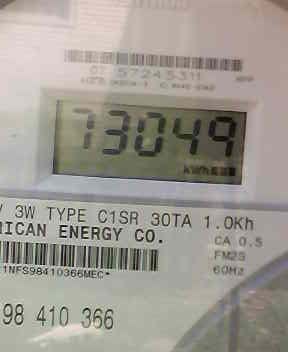 57245311
73049
kWh
V 3W TYPE C1SR 30TA 1.0Kh
RICAN ENERGY CO.
CA 0.5
FM2S
60Hz
1NFS98410366MEC*
98 410 366